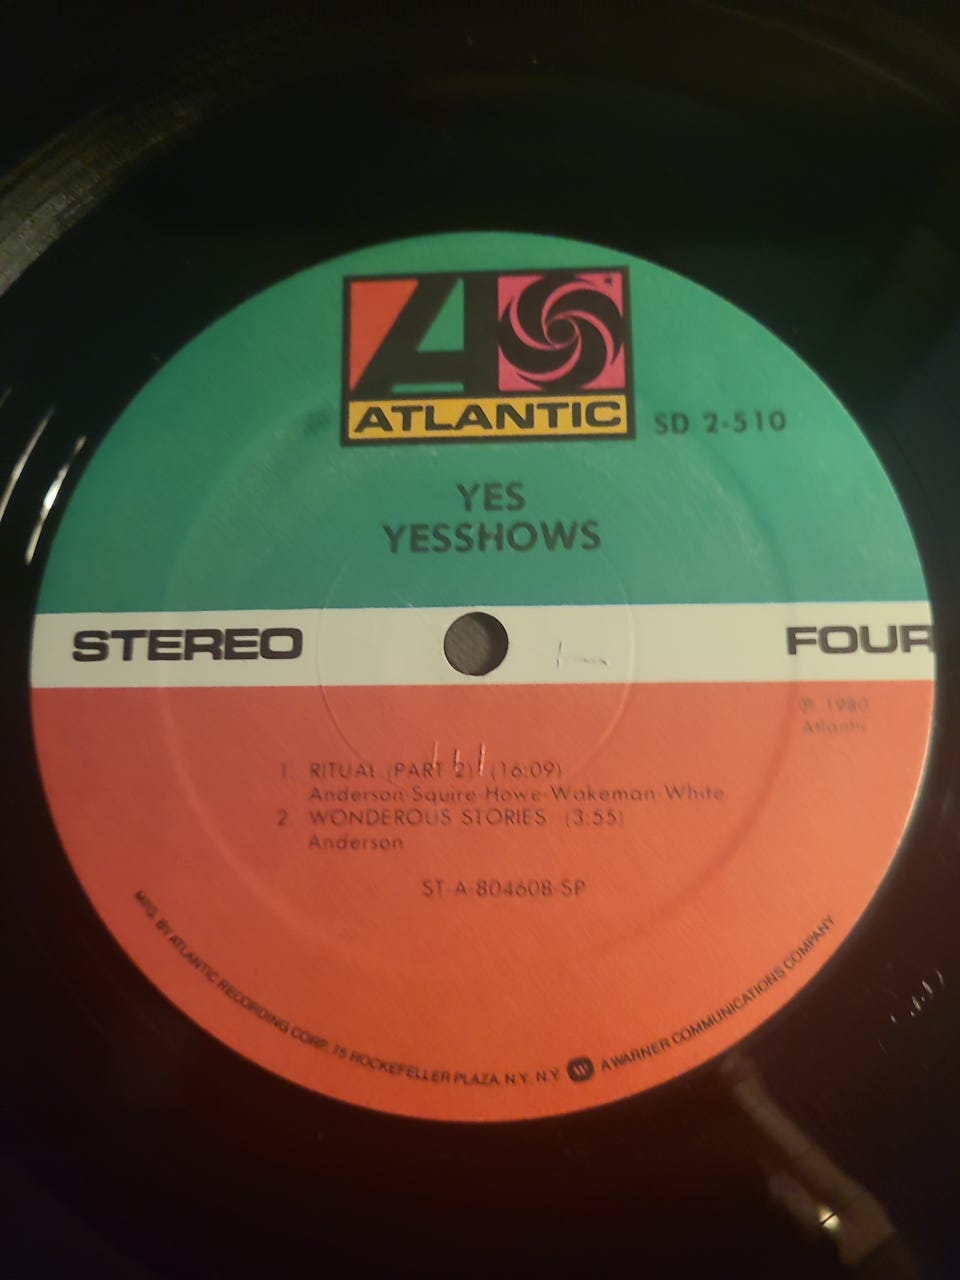 ATLANTIC
SD 2-510
YES
YESSHOWS
STEREO
FOUR
℗ 1980
Atlantic
1. RITUAL (PART 2) (16:09)
Anderson-Squire-Howe-Wakeman-White
2 WONDEROUS STORIES (3:55)
Anderson
ST-A-804608-SP
MFG. BY ATLANTIC RECORDING CORP. 75 ROCKEFELLER PLAZA, N.Y. N.Y. A WARNER COMMUNICATIONS COMPANY